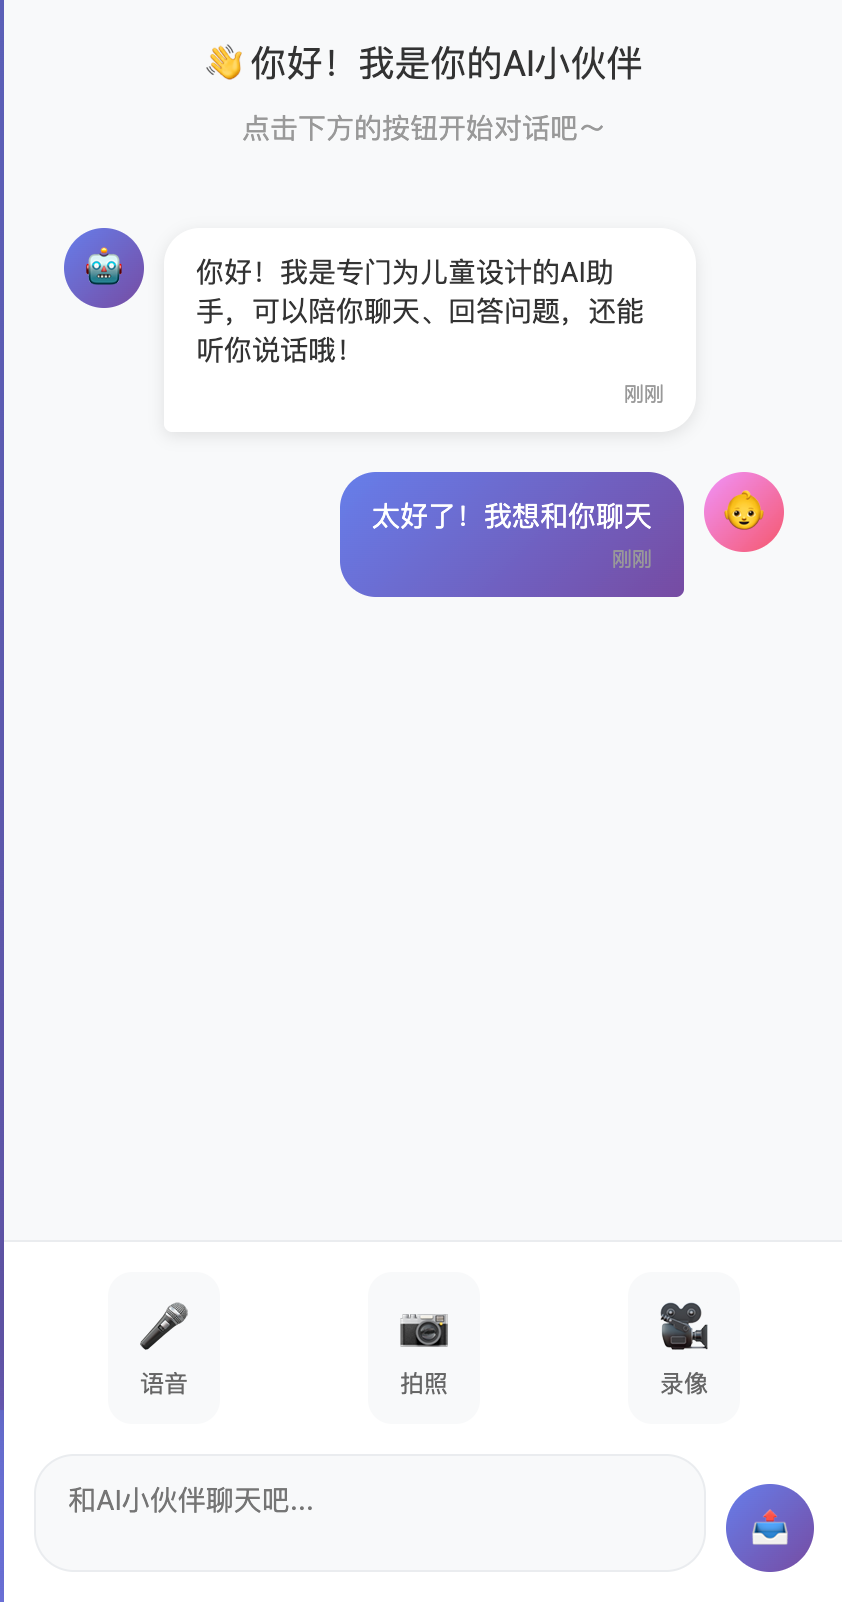 👋 你好！我是你的AI小伙伴
点击下方的按钮开始对话吧～
你好！我是专门为儿童设计的AI助
手，可以陪你聊天、回答问题，还能
听你说话哦！
刚刚
太好了！我想和你聊天
刚刚
语音
拍照
录像
和AI小伙伴聊天吧...